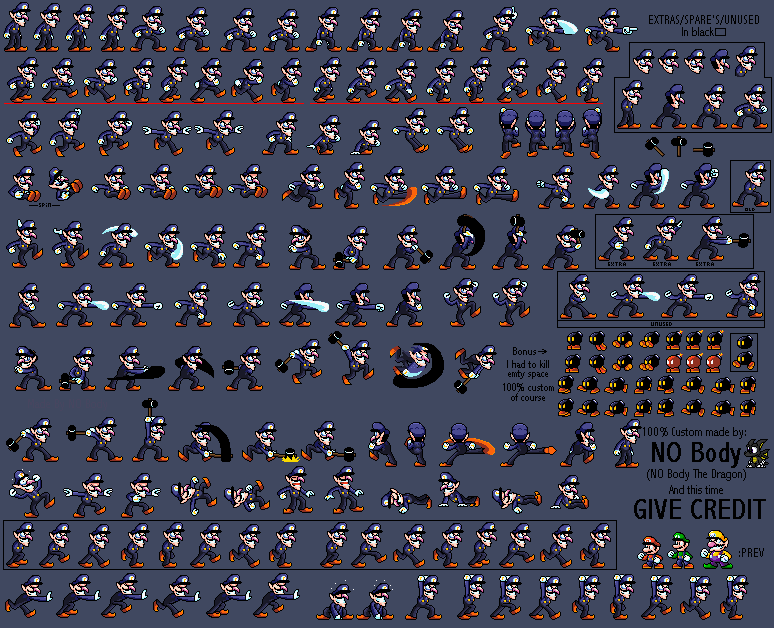 EXTRAS/SPARE'S/UNUSED
In black
SPIN
OLD
EXTRA EXTRA EXTRA
UNUSED
Bonus->
I had to kill
emty space
100% custom
of course
100% Custom made by:
NO Body
(NO Body The Dragon)
And this time
GIVE CREDIT
:PREV